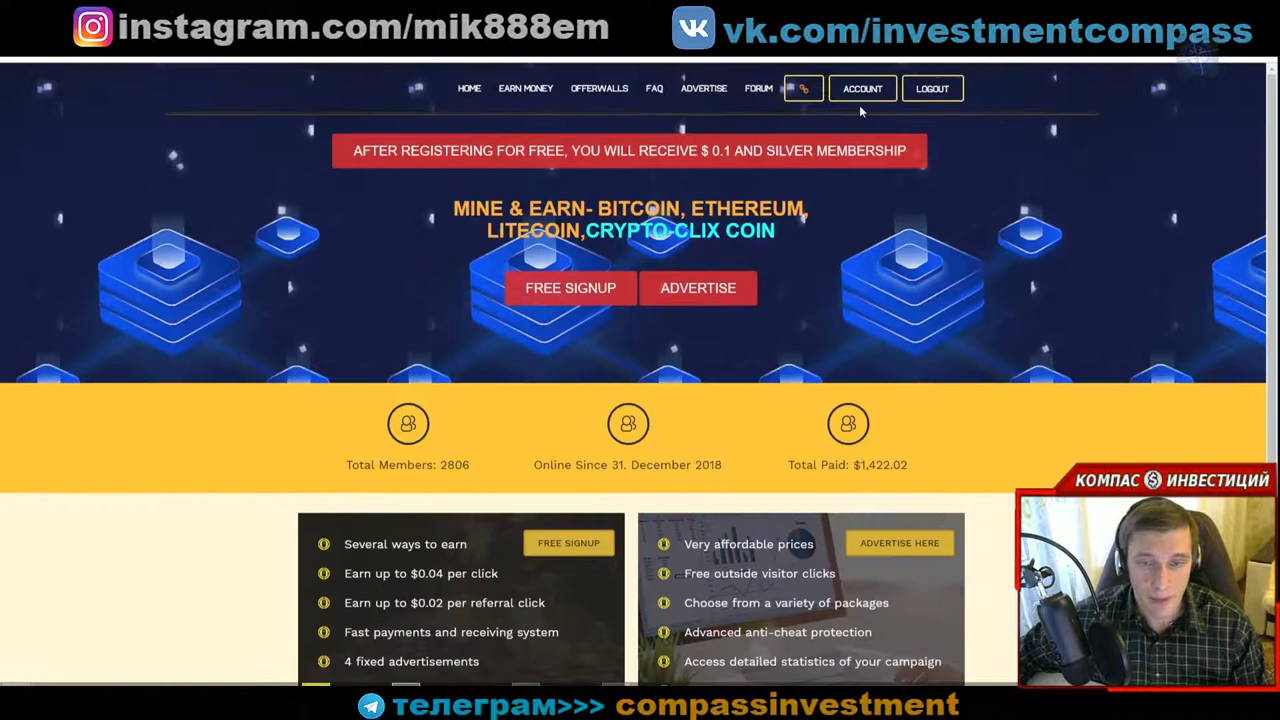 instagram.com/mik888em
vk.com/investmentcompass
HOME EARN MONEY OFFERWALLS FAQ ADVERTISE FORUM ACCOUNT LOGOUT
AFTER REGISTERING FOR FREE, YOU WILL RECEIVE $ 0.1 AND SILVER MEMBERSHIP
MINE & EARN- BITCOIN, ETHEREUM,
LITECOIN,CRYPTO-CLIX COIN
FREE SIGNUP
ADVERTISE
Total Members: 2806
Online Since 31. December 2018
Total Paid: $1,422.02
Several ways to earn
FREE SIGNUP
Earn up to $0.04 per click
Earn up to $0.02 per referral click
Fast payments and receiving system
4 fixed advertisements
Very affordable prices
ADVERTISE HERE
Free outside visitor clicks
Choose from a variety of packages
Advanced anti-cheat protection
Access detailed statistics of your campaign
КОМПАС $ ИНВЕСТИЦИЙ
телеграм>>> compassinvestment